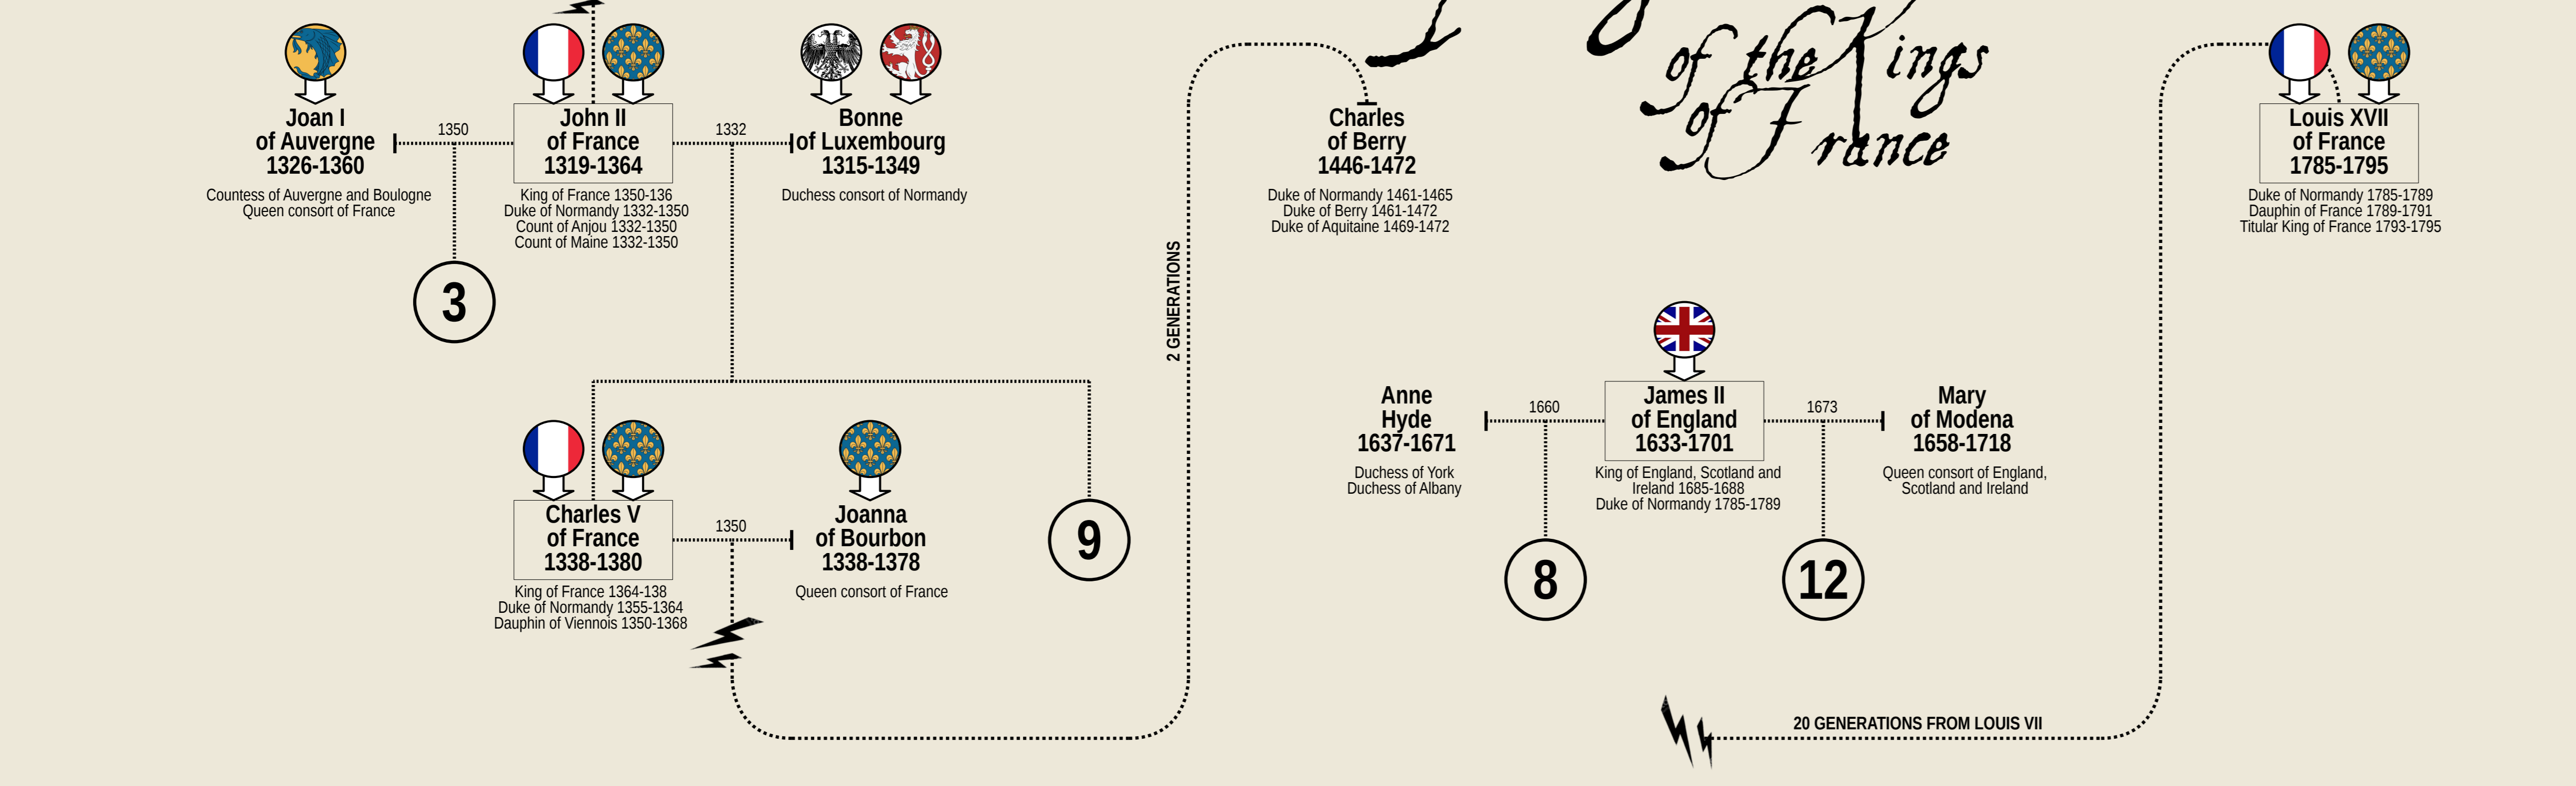 of the Kings
of France
Joan I
of Auvergne
1326-1360
Countess of Auvergne and Boulogne
Queen consort of France
1350
John II
of France
1319-1364
King of France 1350-136
Duke of Normandy 1332-1350
Count of Anjou 1332-1350
Count of Maine 1332-1350
1332
Bonne
of Luxembourg
1315-1349
Duchess consort of Normandy
3
2 GENERATIONS
Charles
of Berry
1446-1472
Duke of Normandy 1461-1465
Duke of Berry 1461-1472
Duke of Aquitaine 1469-1472
Louis XVII
of France
1785-1795
Duke of Normandy 1785-1789
Dauphin of France 1789-1791
Titular King of France 1793-1795
Charles V
of France
1338-1380
King of France 1364-138
Duke of Normandy 1355-1364
Dauphin of Viennois 1350-1368
1350
Joanna
of Bourbon
1338-1378
Queen consort of France
9
Anne
Hyde
1637-1671
Duchess of York
Duchess of Albany
1660
James II
of England
1633-1701
King of England, Scotland and
Ireland 1685-1688
Duke of Normandy 1785-1789
1673
Mary
of Modena
1658-1718
Queen consort of England,
Scotland and Ireland
8
12
20 GENERATIONS FROM LOUIS VII